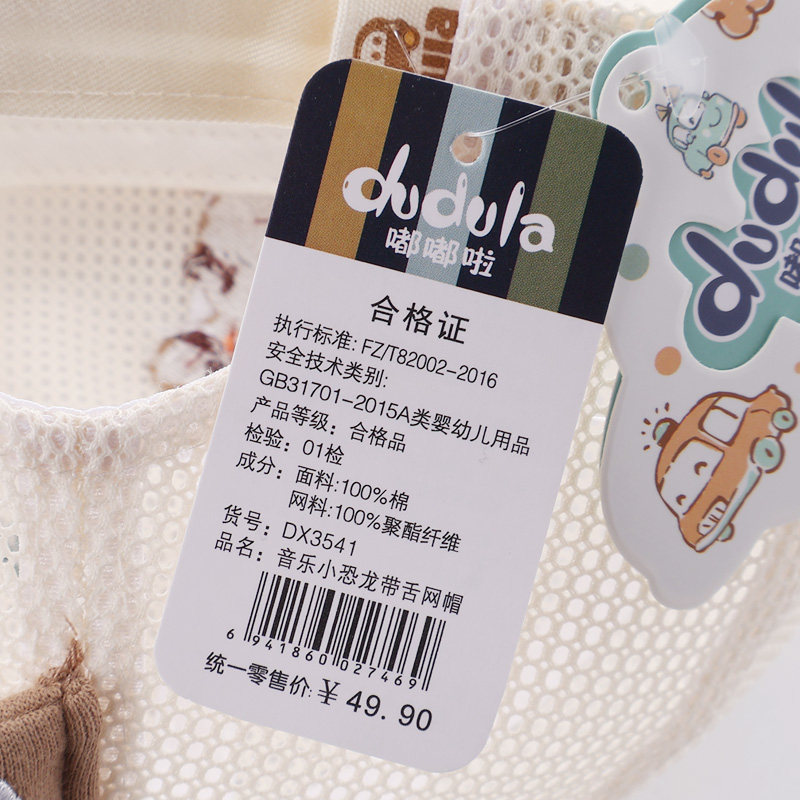 dudula
嘟嘟啦
合格证
执行标准: FZ/T82002-2016
安全技术类别:
GB31701-2015A类婴幼儿用品
产品等级: 合格品
检验: 01检
成分: 面料:100%棉
网料:100%聚酯纤维
货号: DX3541
品名: 音乐小恐龙带舌网帽
6 941860 027469
统一零售价: ¥ 49.90
dudul
嘟
ula